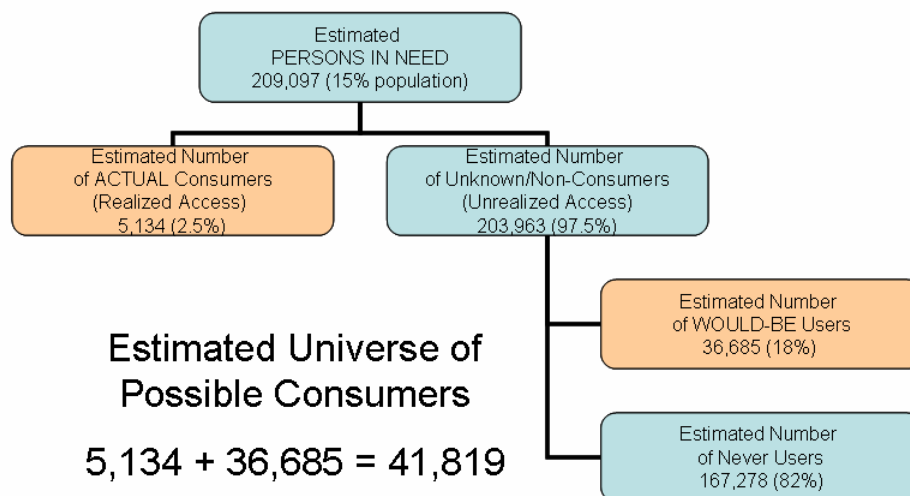 Estimated
PERSONS IN NEED
209,097 (15% population)
Estimated Number
of ACTUAL Consumers
(Realized Access)
5,134 (2.5%)
Estimated Number
of Unknown/Non-Consumers
(Unrealized Access)
203,963 (97.5%)
Estimated Number
of WOULD-BE Users
36,685 (18%)
Estimated Universe of
Possible Consumers
5,134 + 36,685 = 41,819
Estimated Number
of Never Users
167,278 (82%)